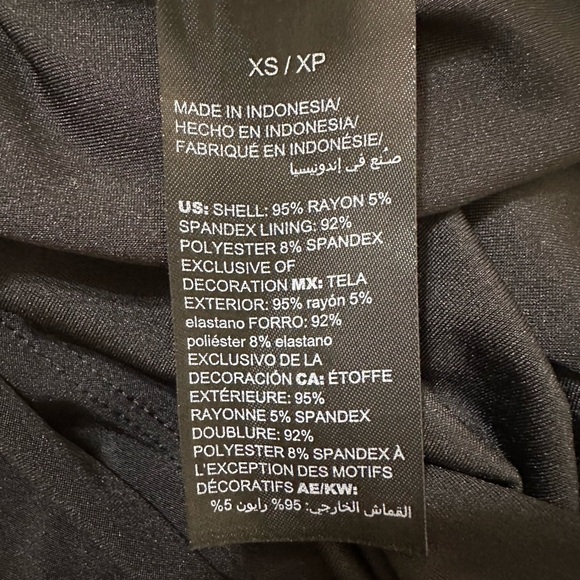 XS / XP
MADE IN INDONESIA/
HECHO EN INDONESIA/
FABRIQUÉ EN INDONÉSIE/
صُنع في إندونيسيا
US: SHELL: 95% RAYON 5%
SPANDEX LINING: 92%
POLYESTER 8% SPANDEX
EXCLUSIVE OF
DECORATION MX: TELA
EXTERIOR: 95% rayón 5%
elastano FORRO: 92%
poliéster 8% elastano
EXCLUSIVO DE LA
DECORACIÓN CA: ÉTOFFE
EXTÉRIEURE: 95%
RAYONNE 5% SPANDEX
DOUBLURE: 92%
POLYESTER 8% SPANDEX À
L'EXCEPTION DES MOTIFS
DÉCORATIFS AE/KW:
القماش الخارجي: 95% رايون 5%